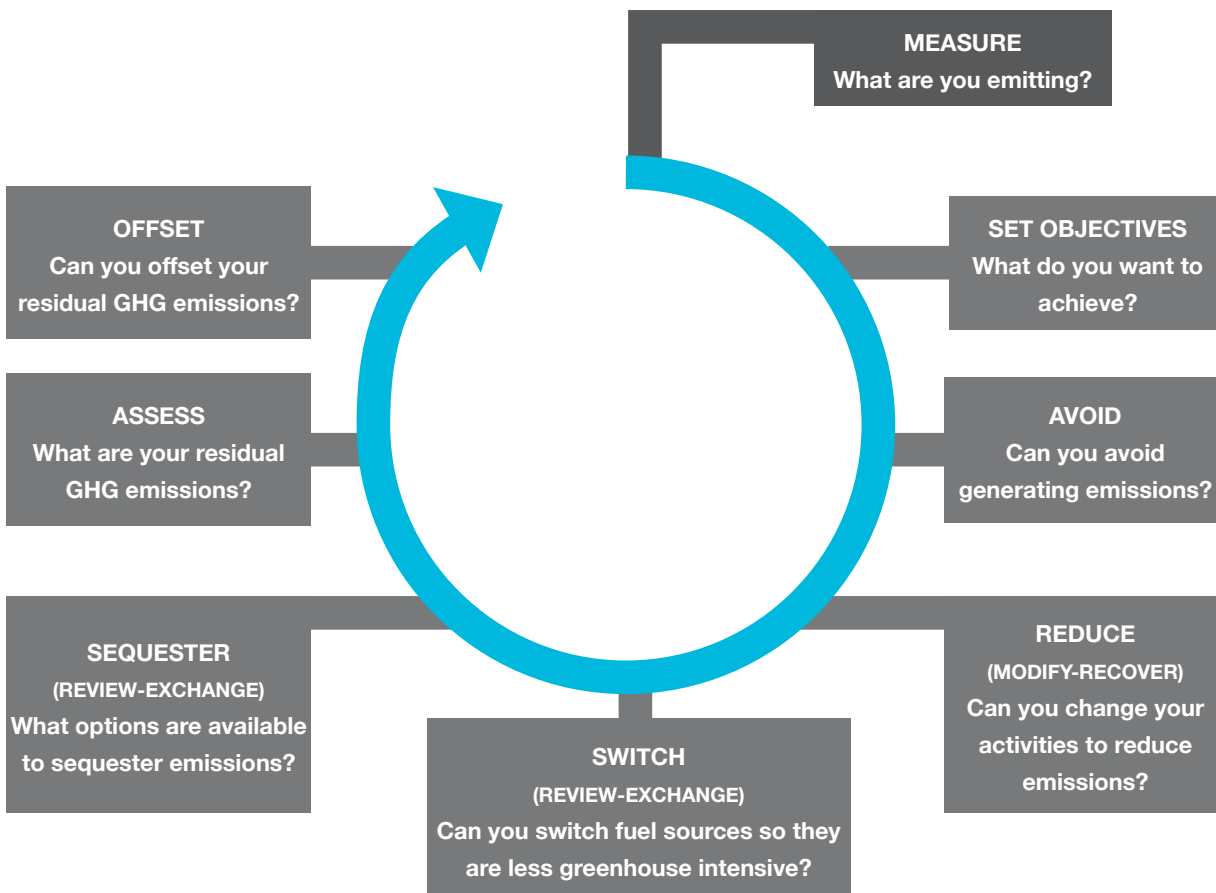 MEASURE
What are you emitting?
SET OBJECTIVES
What do you want to
achieve?
AVOID
Can you avoid
generating emissions?
REDUCE
(MODIFY-RECOVER)
Can you change your
activities to reduce
emissions?
SWITCH
(REVIEW-EXCHANGE)
Can you switch fuel sources so they
are less greenhouse intensive?
SEQUESTER
(REVIEW-EXCHANGE)
What options are available
to sequester emissions?
ASSESS
What are your residual
GHG emissions?
OFFSET
Can you offset your
residual GHG emissions?